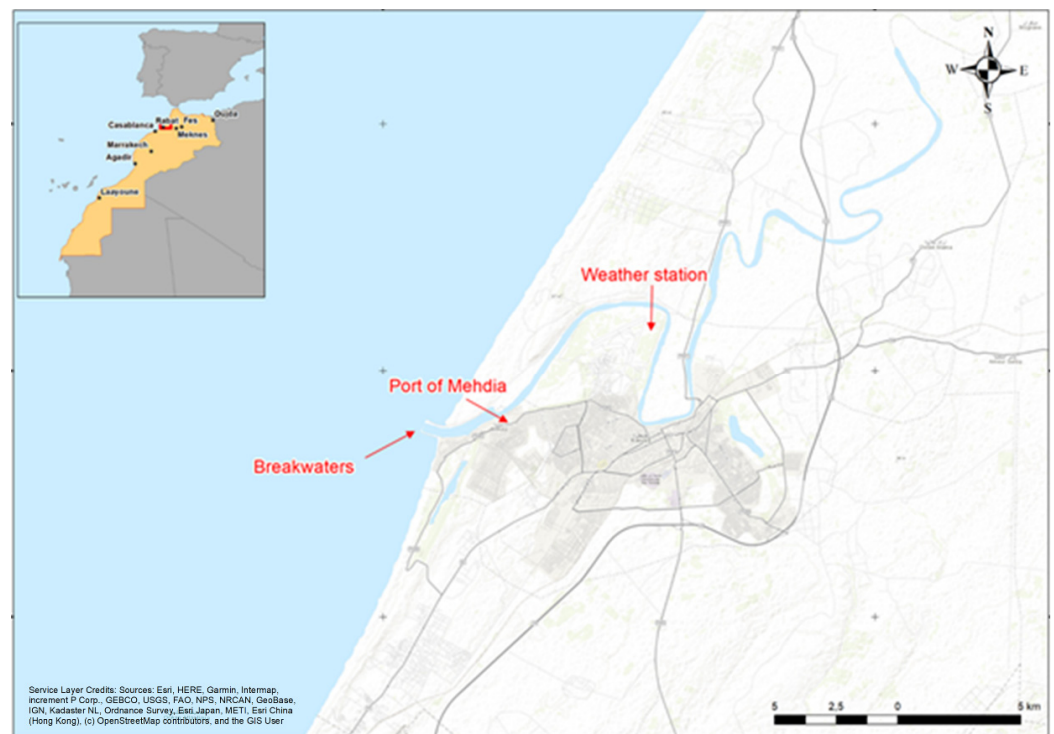 N
W E
S
Oujda
Rabat Fes
Casablanca
Meknes
Marrakech
Agadir
Laayoune
Weather station
Port of Mehdia
Breakwaters
Service Layer Credits: Sources: Esri, HERE, Garmin, Intermap,
increment P Corp., GEBCO, USGS, FAO, NPS, NRCAN, GeoBase,
IGN, Kadaster NL, Ordnance Survey, Esri Japan, METI, Esri China
(Hong Kong), (c) OpenStreetMap contributors, and the GIS User
5 2,5 0 5 km